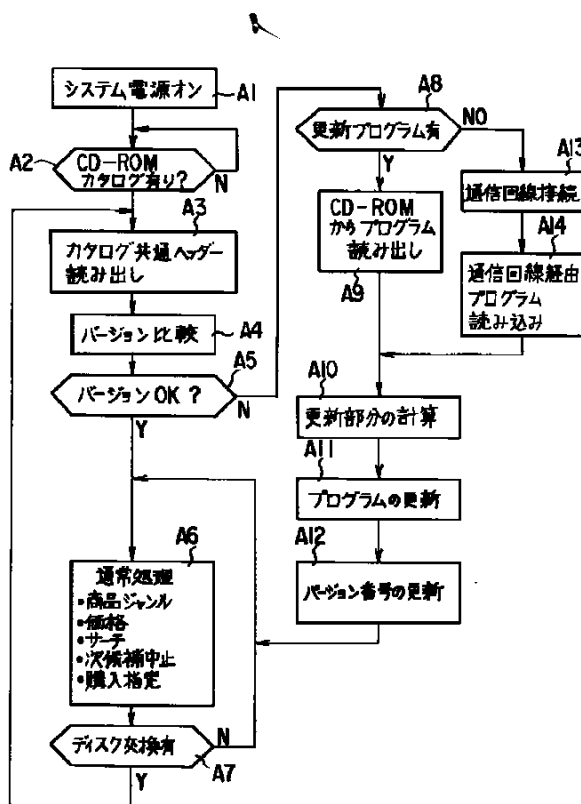 システム電源オン
A1
A2
CD-ROM
カタログ有り?
N
A3
カタログ共通ヘッダー
読み出し
バージョン比較
A4
A5
バージョンOK?
N
Y
A6
通常処理
・商品ジャンル
・価格
・サーチ
・次候補中止
・購入指定
ディスク交換有
N
A7
Y
A8
更新プログラム有
NO
Y
CD-ROM
からプログラム
読み出し
A9
A13
通信回線接続
A14
通信回線経由
プログラム
読み込み
A10
更新部分の計算
A11
プログラムの更新
A12
バージョン番号の更新